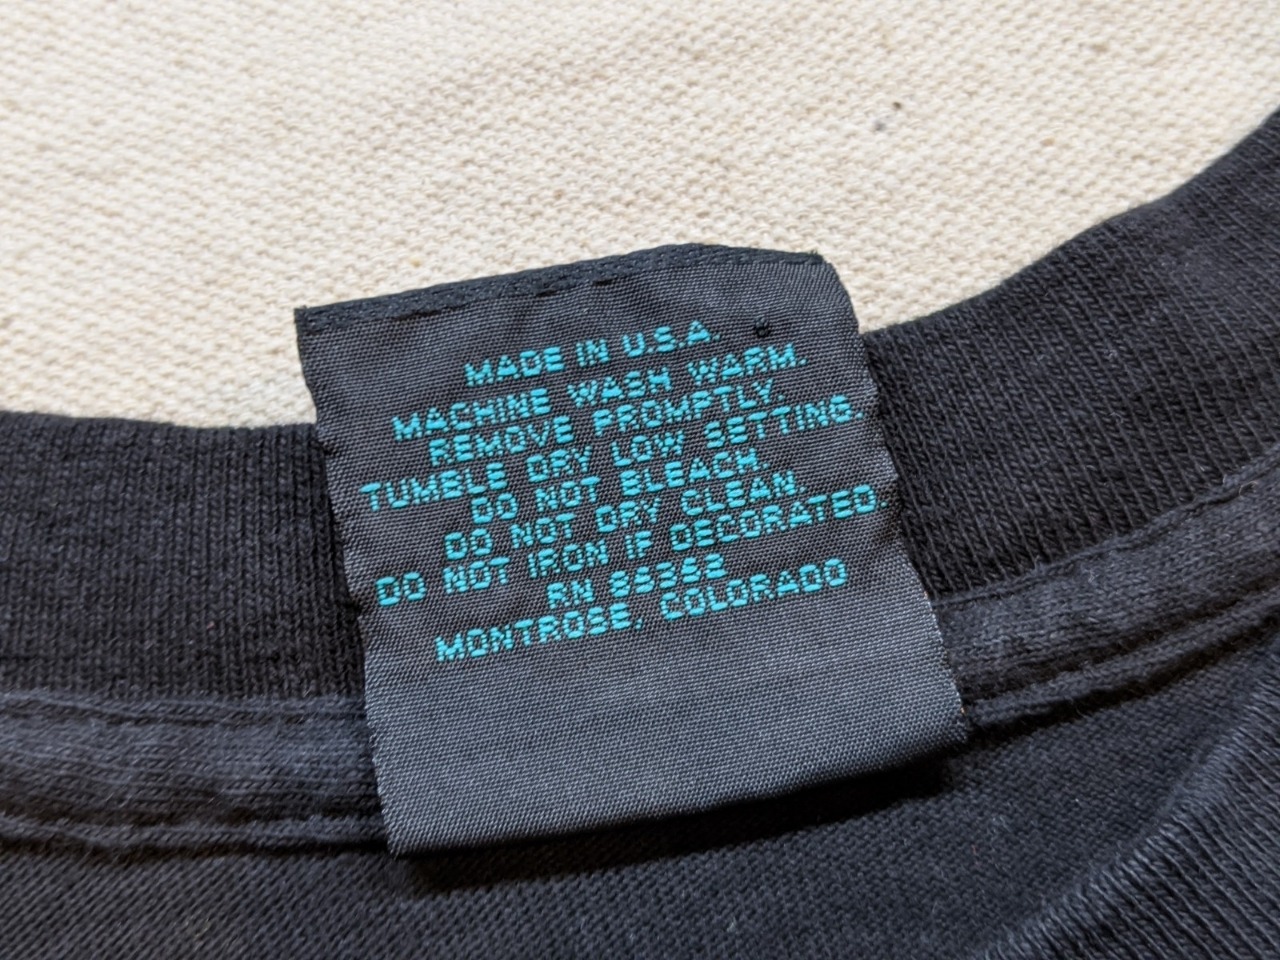 MADE IN U.S.A.
MACHINE WASH WARM.
REMOVE PROMPTLY.
TUMBLE DRY LOW SETTING.
DO NOT BLEACH.
DO NOT DRY CLEAN.
DO NOT IRON IF DECORATED.
RN
MONTROSE, COLORADO